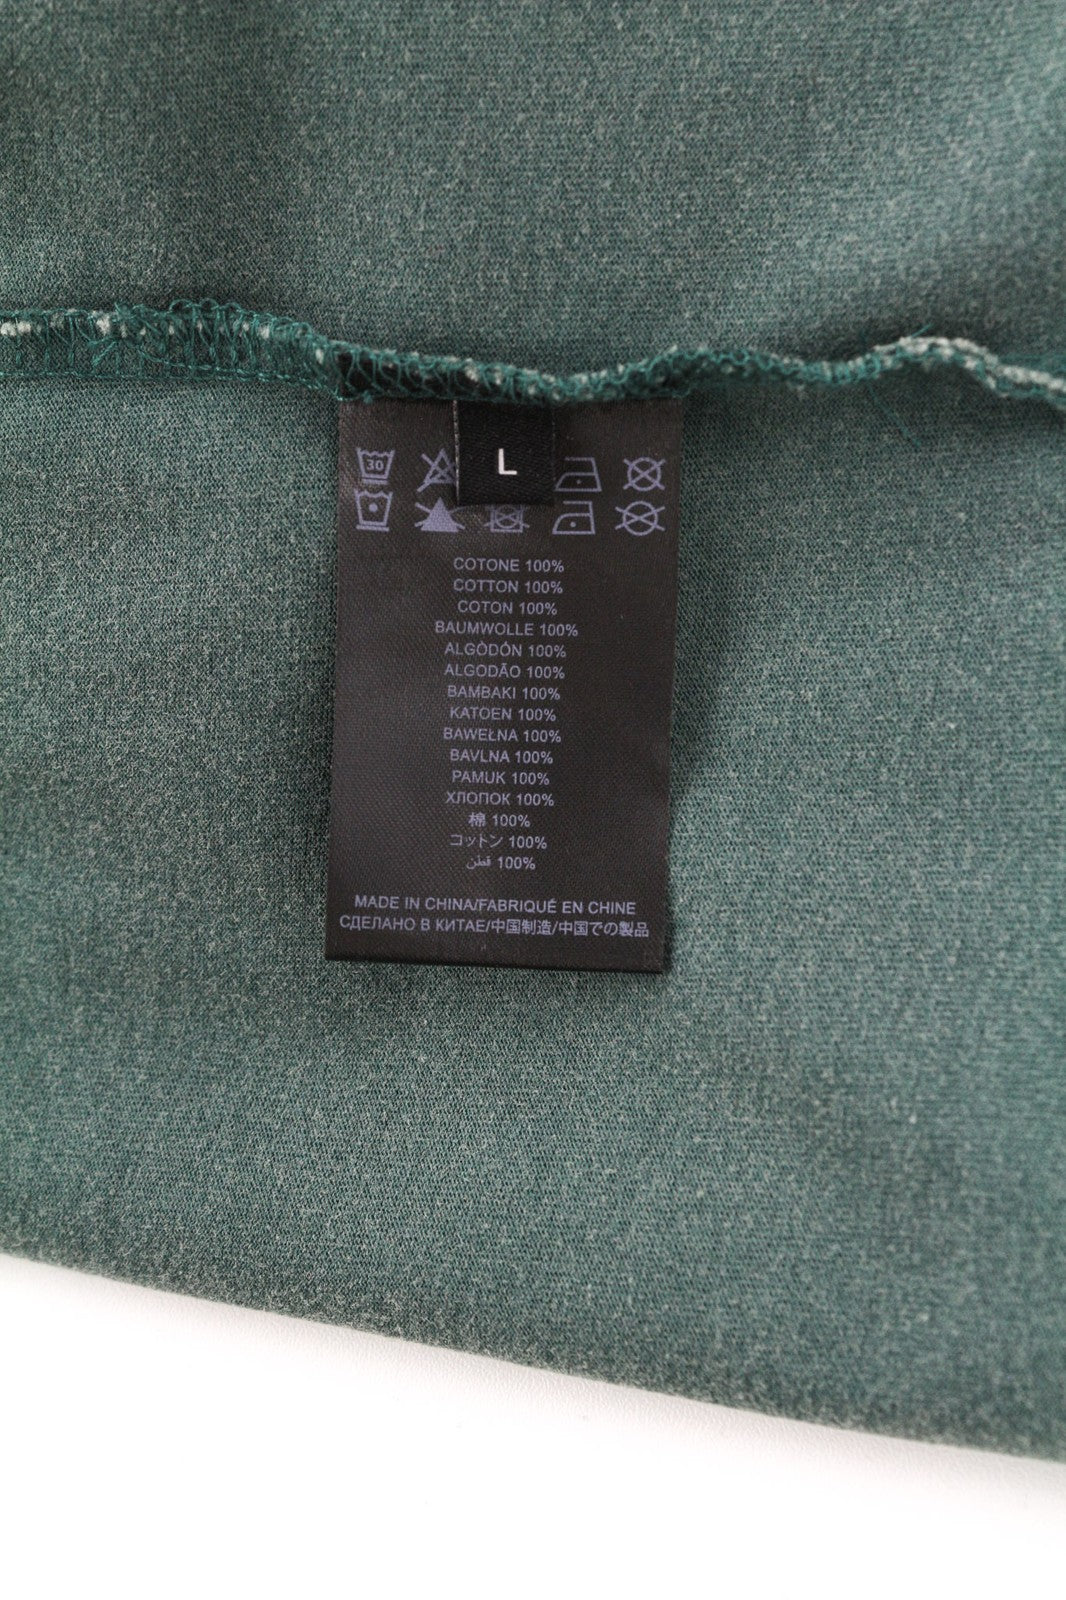 L
30
COTONE 100%
COTTON 100%
COTON 100%
BAUMWOLLE 100%
ALGÒDÓN 100%
ALGODÃO 100%
BAMBAKI 100%
KATOEN 100%
BAWEŁNA 100%
BAVLNA 100%
PAMUK 100%
ХЛОПОК 100%
棉 100%
コットン 100%
قطن 100%
MADE IN CHINA/FABRIQUÉ EN CHINE
СДЕЛАНО В КИТАЕ/中国制造/中国での製品